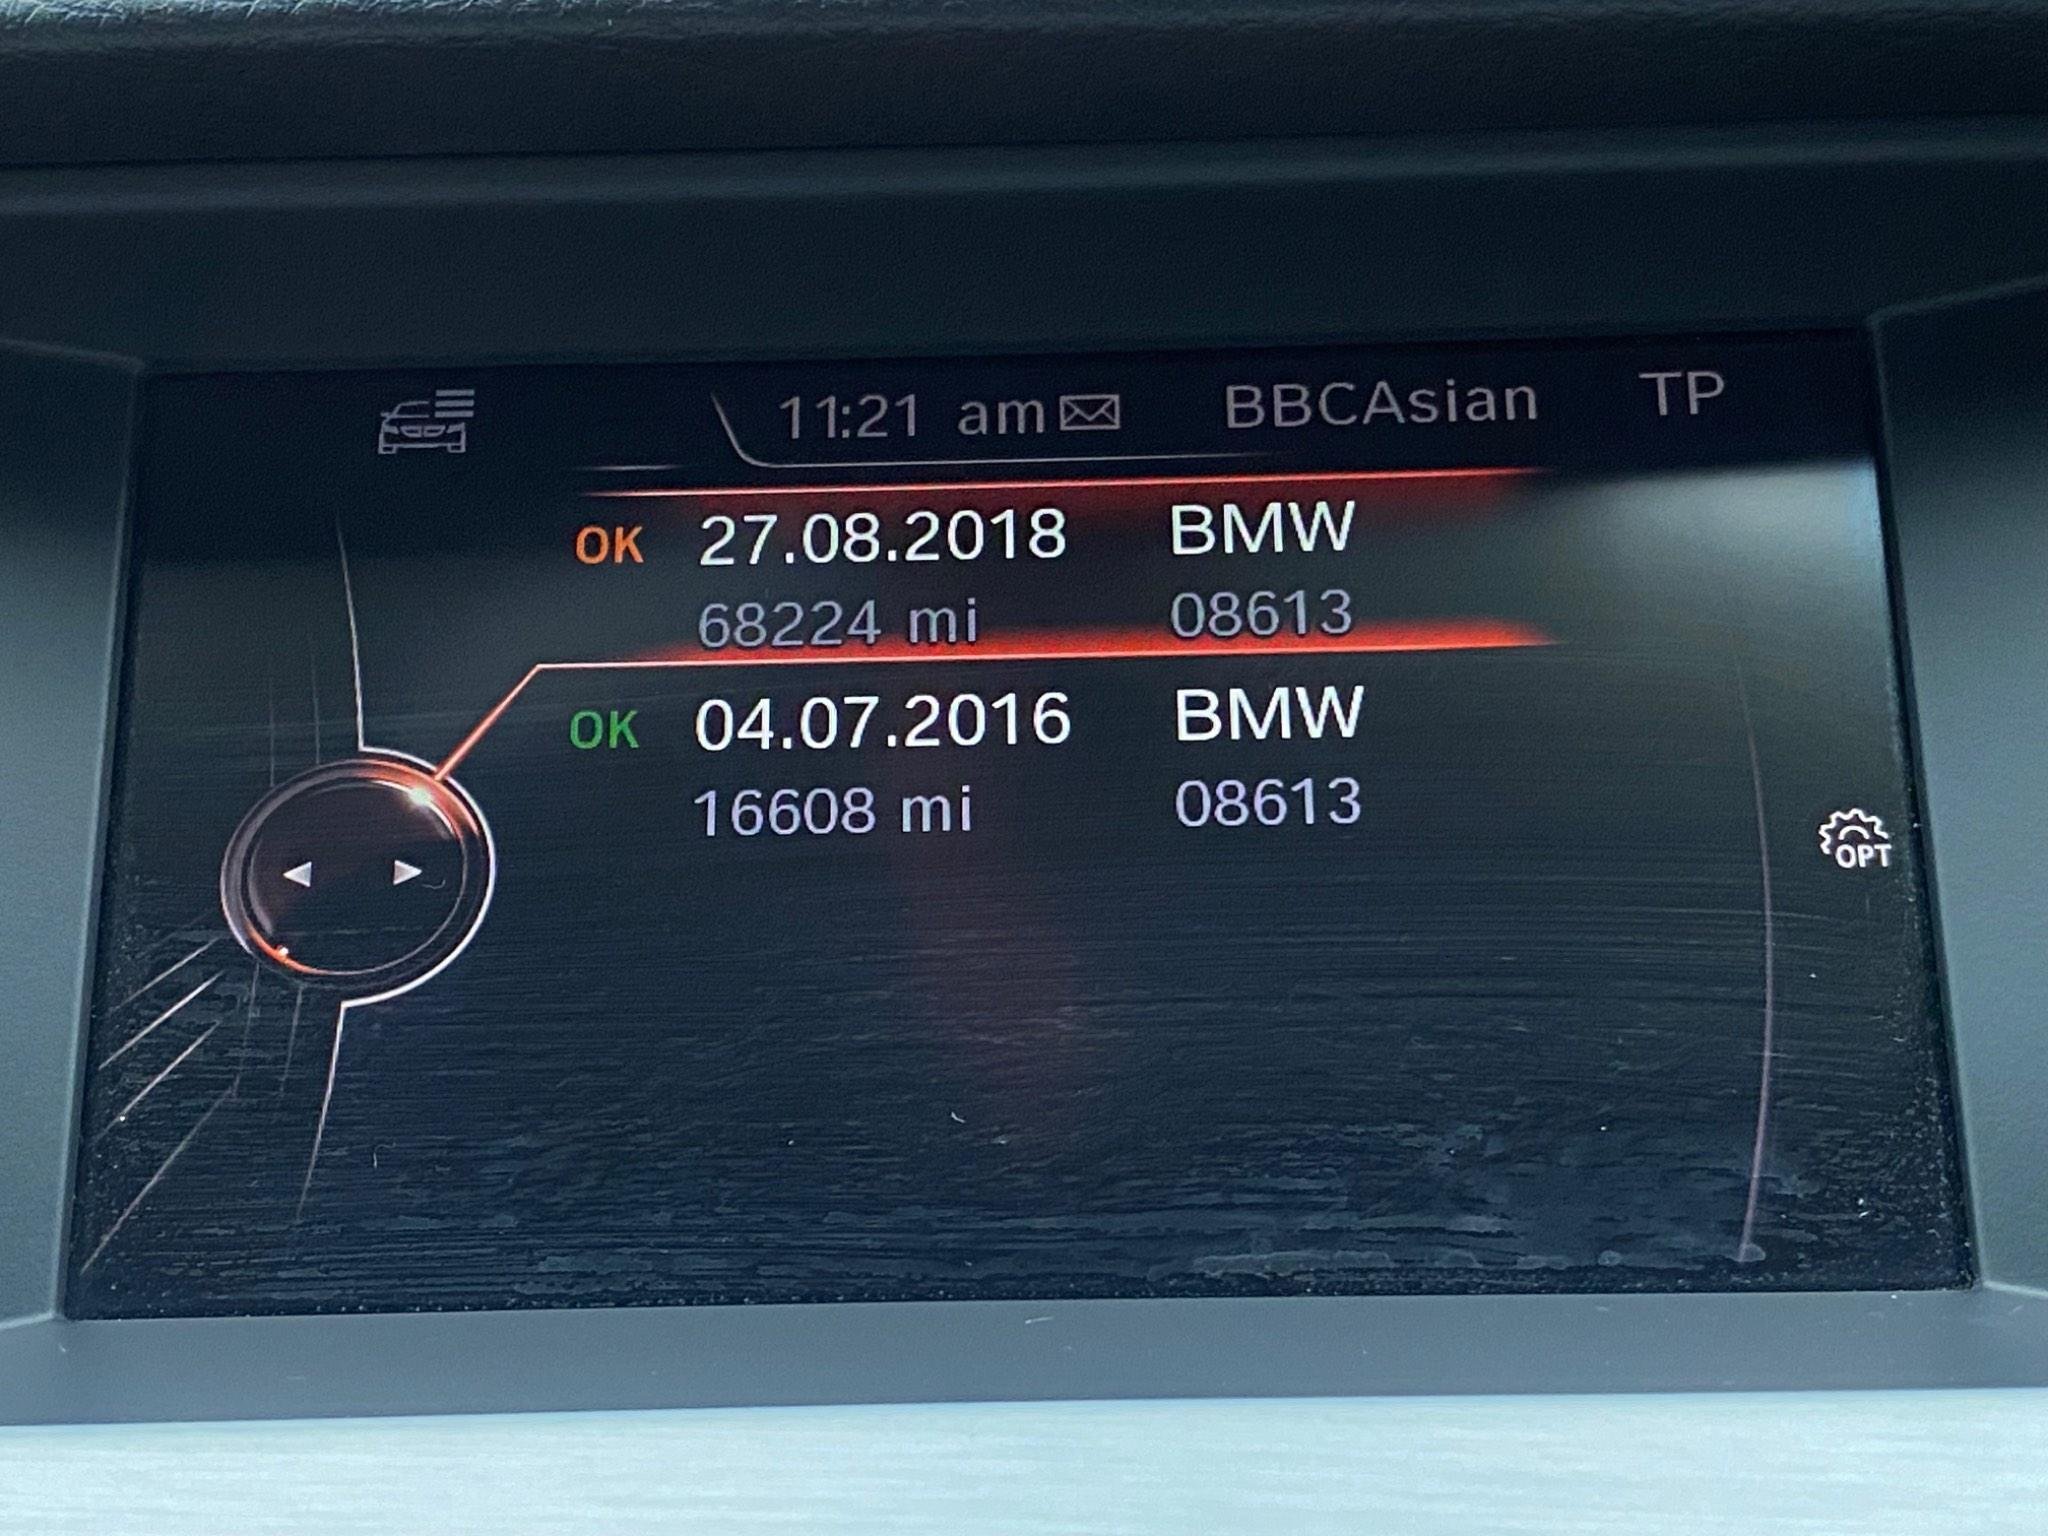 11:21 am BBCAsian TP
OK 27.08.2018 BMW
68224 mi 08613
OK 04.07.2016 BMW
16608 mi 08613
OPT